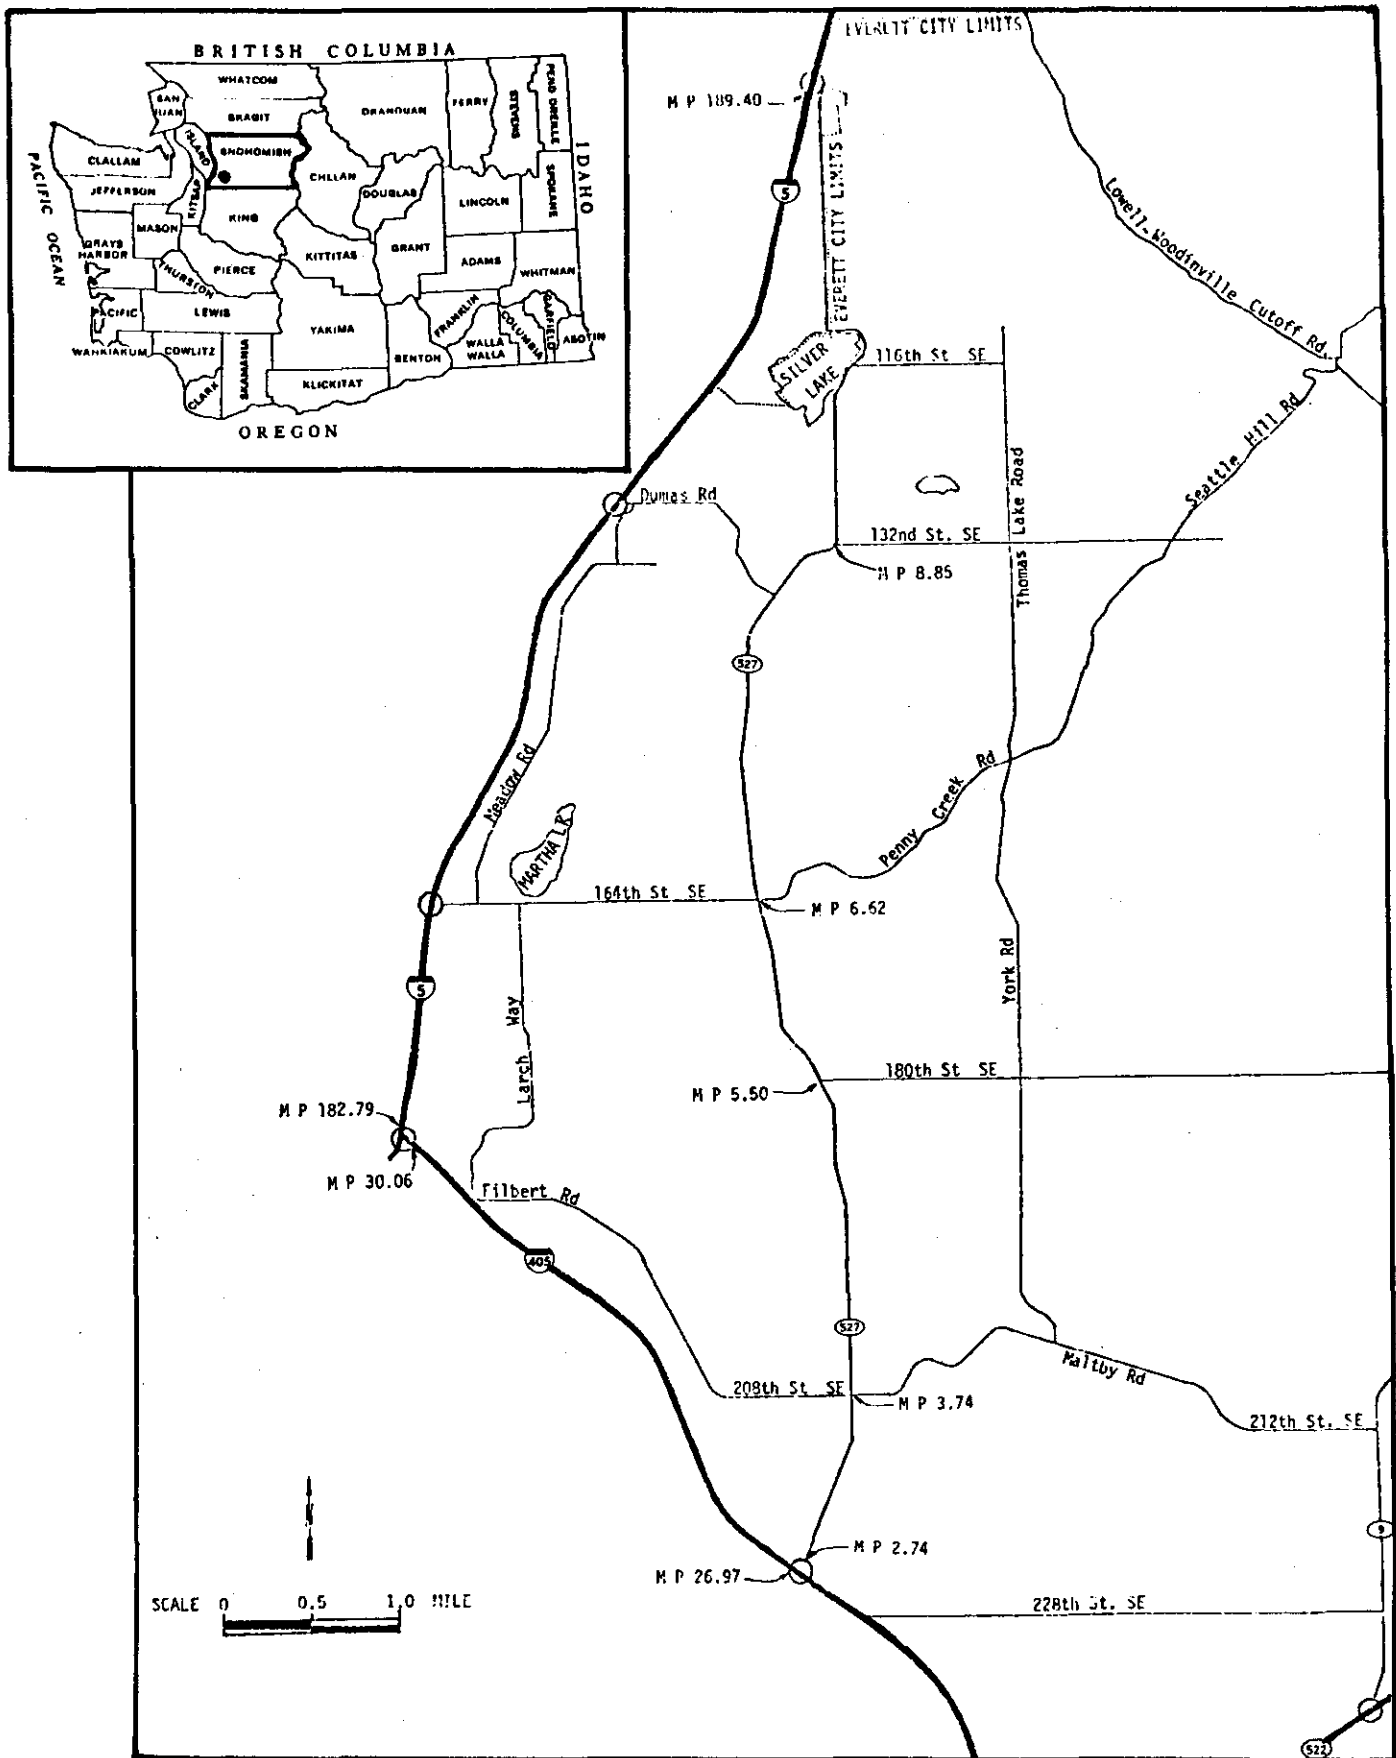 BRITISH COLUMBIA
WHATCOM
SAN JUAN
SKAGIT
OKANOUAN
FERRY
STEVENS
PEND OREILLE
IDAHO
ISLAND
SNOHOMISH
CLALLAM
PACIFIC OCEAN
JEFFERSON
KITSAP
CHLLAN
DOUGLAS
LINCOLN
SPOKANE
KING
MASON
GRAYS HARBOR
KITTITAS
GRANT
ADAMS
WHITMAN
THURSTON
PIERCE
PACIFIC
LEWIS
YAKIMA
FRANKLIN
COLUMBIA
GARFIELD
ASOTIN
WALLA WALLA
BENTON
WAHKIAKUM
COWLITZ
SKAMANIA
KLICKITAT
CLARK
OREGON
EVERETT CITY LIMITS
M P 189.40
5
EVERETT CITY LIMITS
Lowell-Woodinville Cutoff Rd.
SILVER LAKE
116th St SE
Seattle Hill Rd
Thomas Lake Road
Dumas Rd
132nd St. SE
M P 8.85
527
Meadow Rd
MARTHA LK
Penny Creek Rd
164th St SE
M P 6.62
5
Larch Way
York Rd
180th St SE
M P 5.50
M P 182.79
M P 30.06
Filbert Rd
405
527
Maltby Rd
208th St SE
M P 3.74
212th St. SE
9
M P 2.74
M P 26.97
228th St. SE
SCALE 0 0.5 1.0 MILE
522